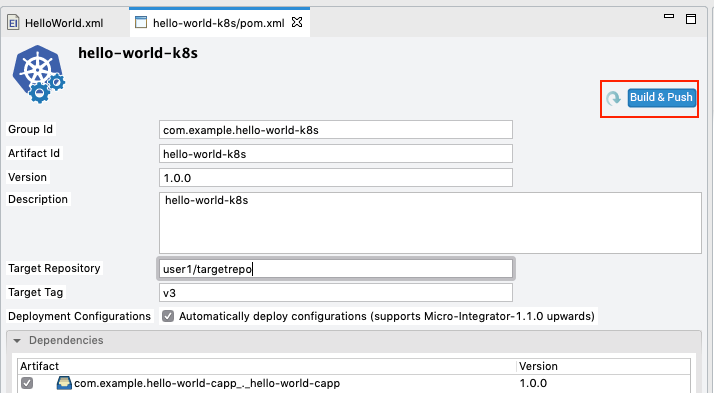 EI HelloWorld.xml hello-world-k8s/pom.xml
hello-world-k8s
Build & Push
Group Id com.example.hello-world-k8s
Artifact Id hello-world-k8s
Version 1.0.0
Description hello-world-k8s
Target Repository user1/targetrepo
Target Tag v3
Deployment Configurations Automatically deploy configurations (supports Micro-Integrator-1.1.0 upwards)
Dependencies
Artifact Version
com.example.hello-world-capp_._hello-world-capp 1.0.0